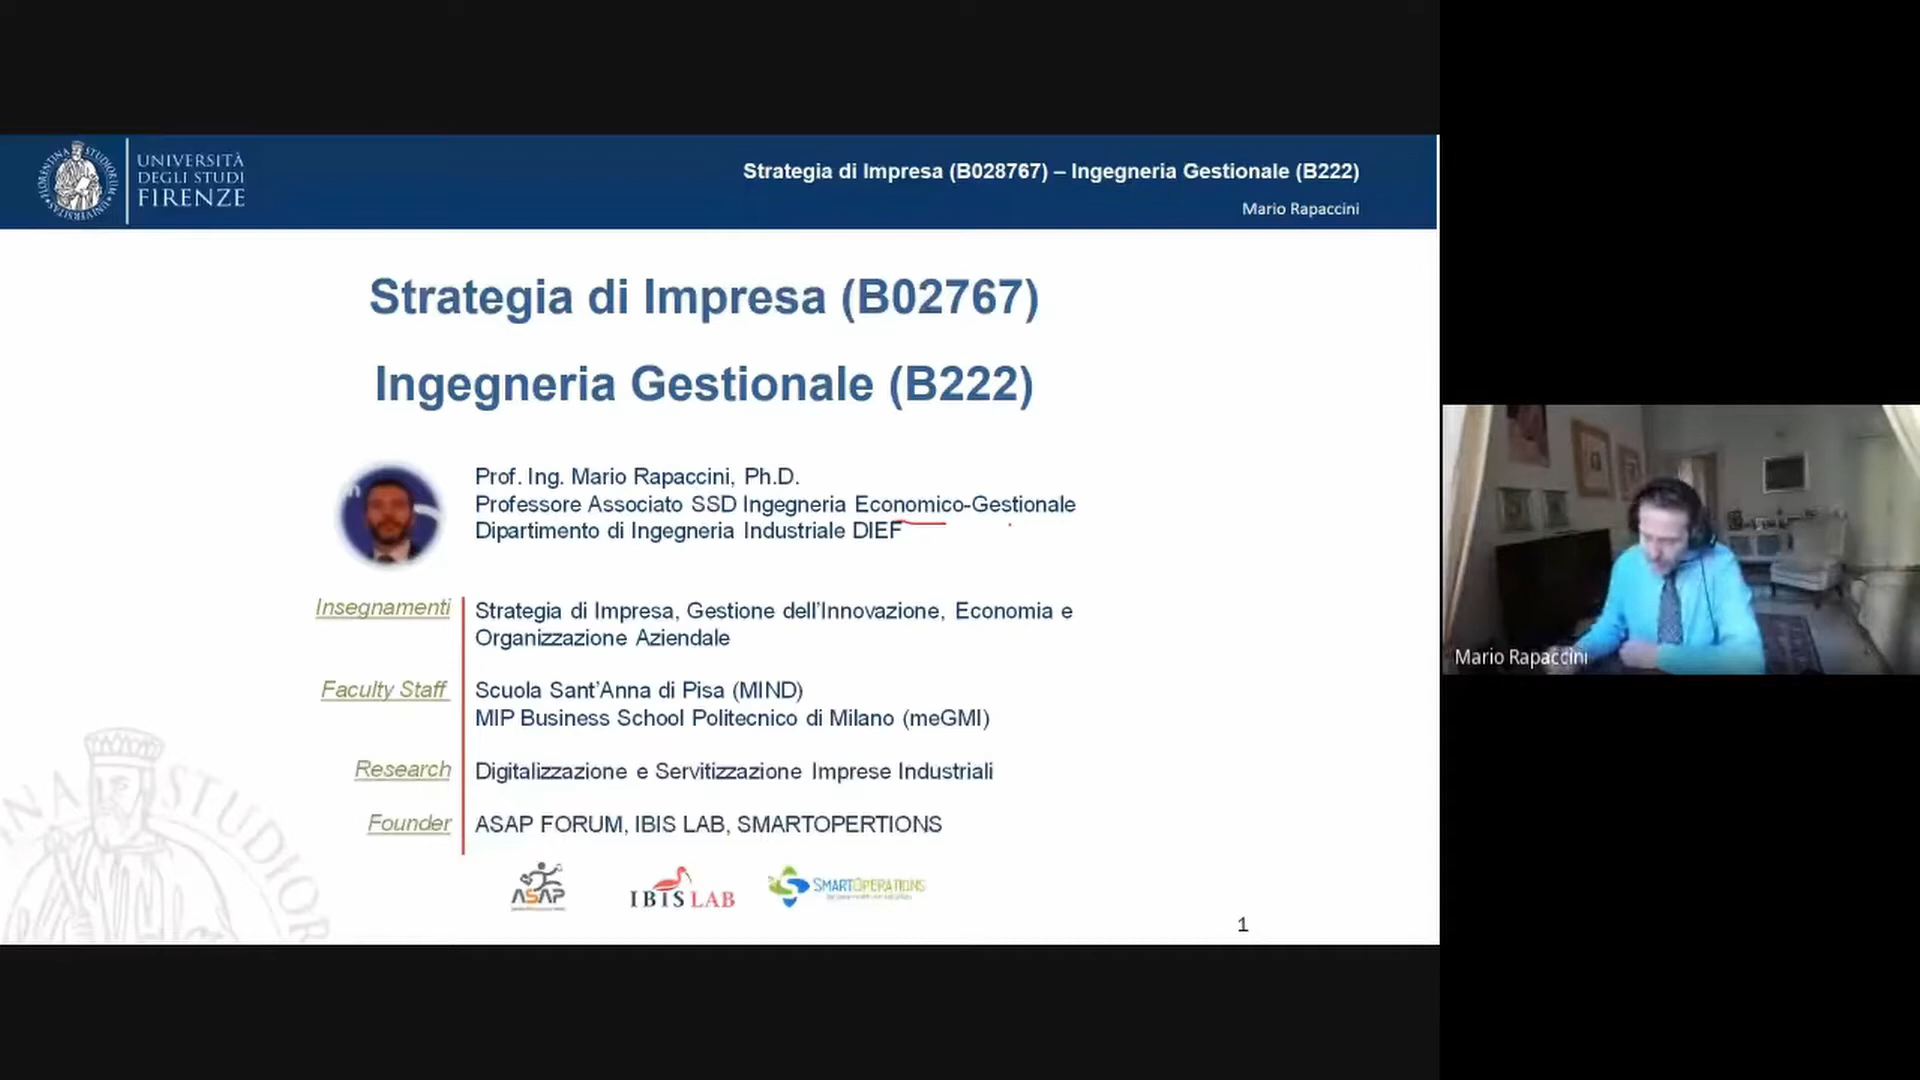 UNIVERSITÀ
DEGLI STUDI
FIRENZE
Strategia di Impresa (B028767) – Ingegneria Gestionale (B222)
Mario Rapaccini
Strategia di Impresa (B02767)
Ingegneria Gestionale (B222)
Prof. Ing. Mario Rapaccini, Ph.D.
Professore Associato SSD Ingegneria Economico-Gestionale
Dipartimento di Ingegneria Industriale DIEF
Insegnamenti
Strategia di Impresa, Gestione dell'Innovazione, Economia e
Organizzazione Aziendale
Faculty Staff
Scuola Sant'Anna di Pisa (MIND)
MIP Business School Politecnico di Milano (meGMI)
Research
Digitalizzazione e Servitizzazione Imprese Industriali
Founder
ASAP FORUM, IBIS LAB, SMARTOPERTIONS
ASAP
IBIS LAB
SMARTOPERATIONS
1
Mario Rapaccini